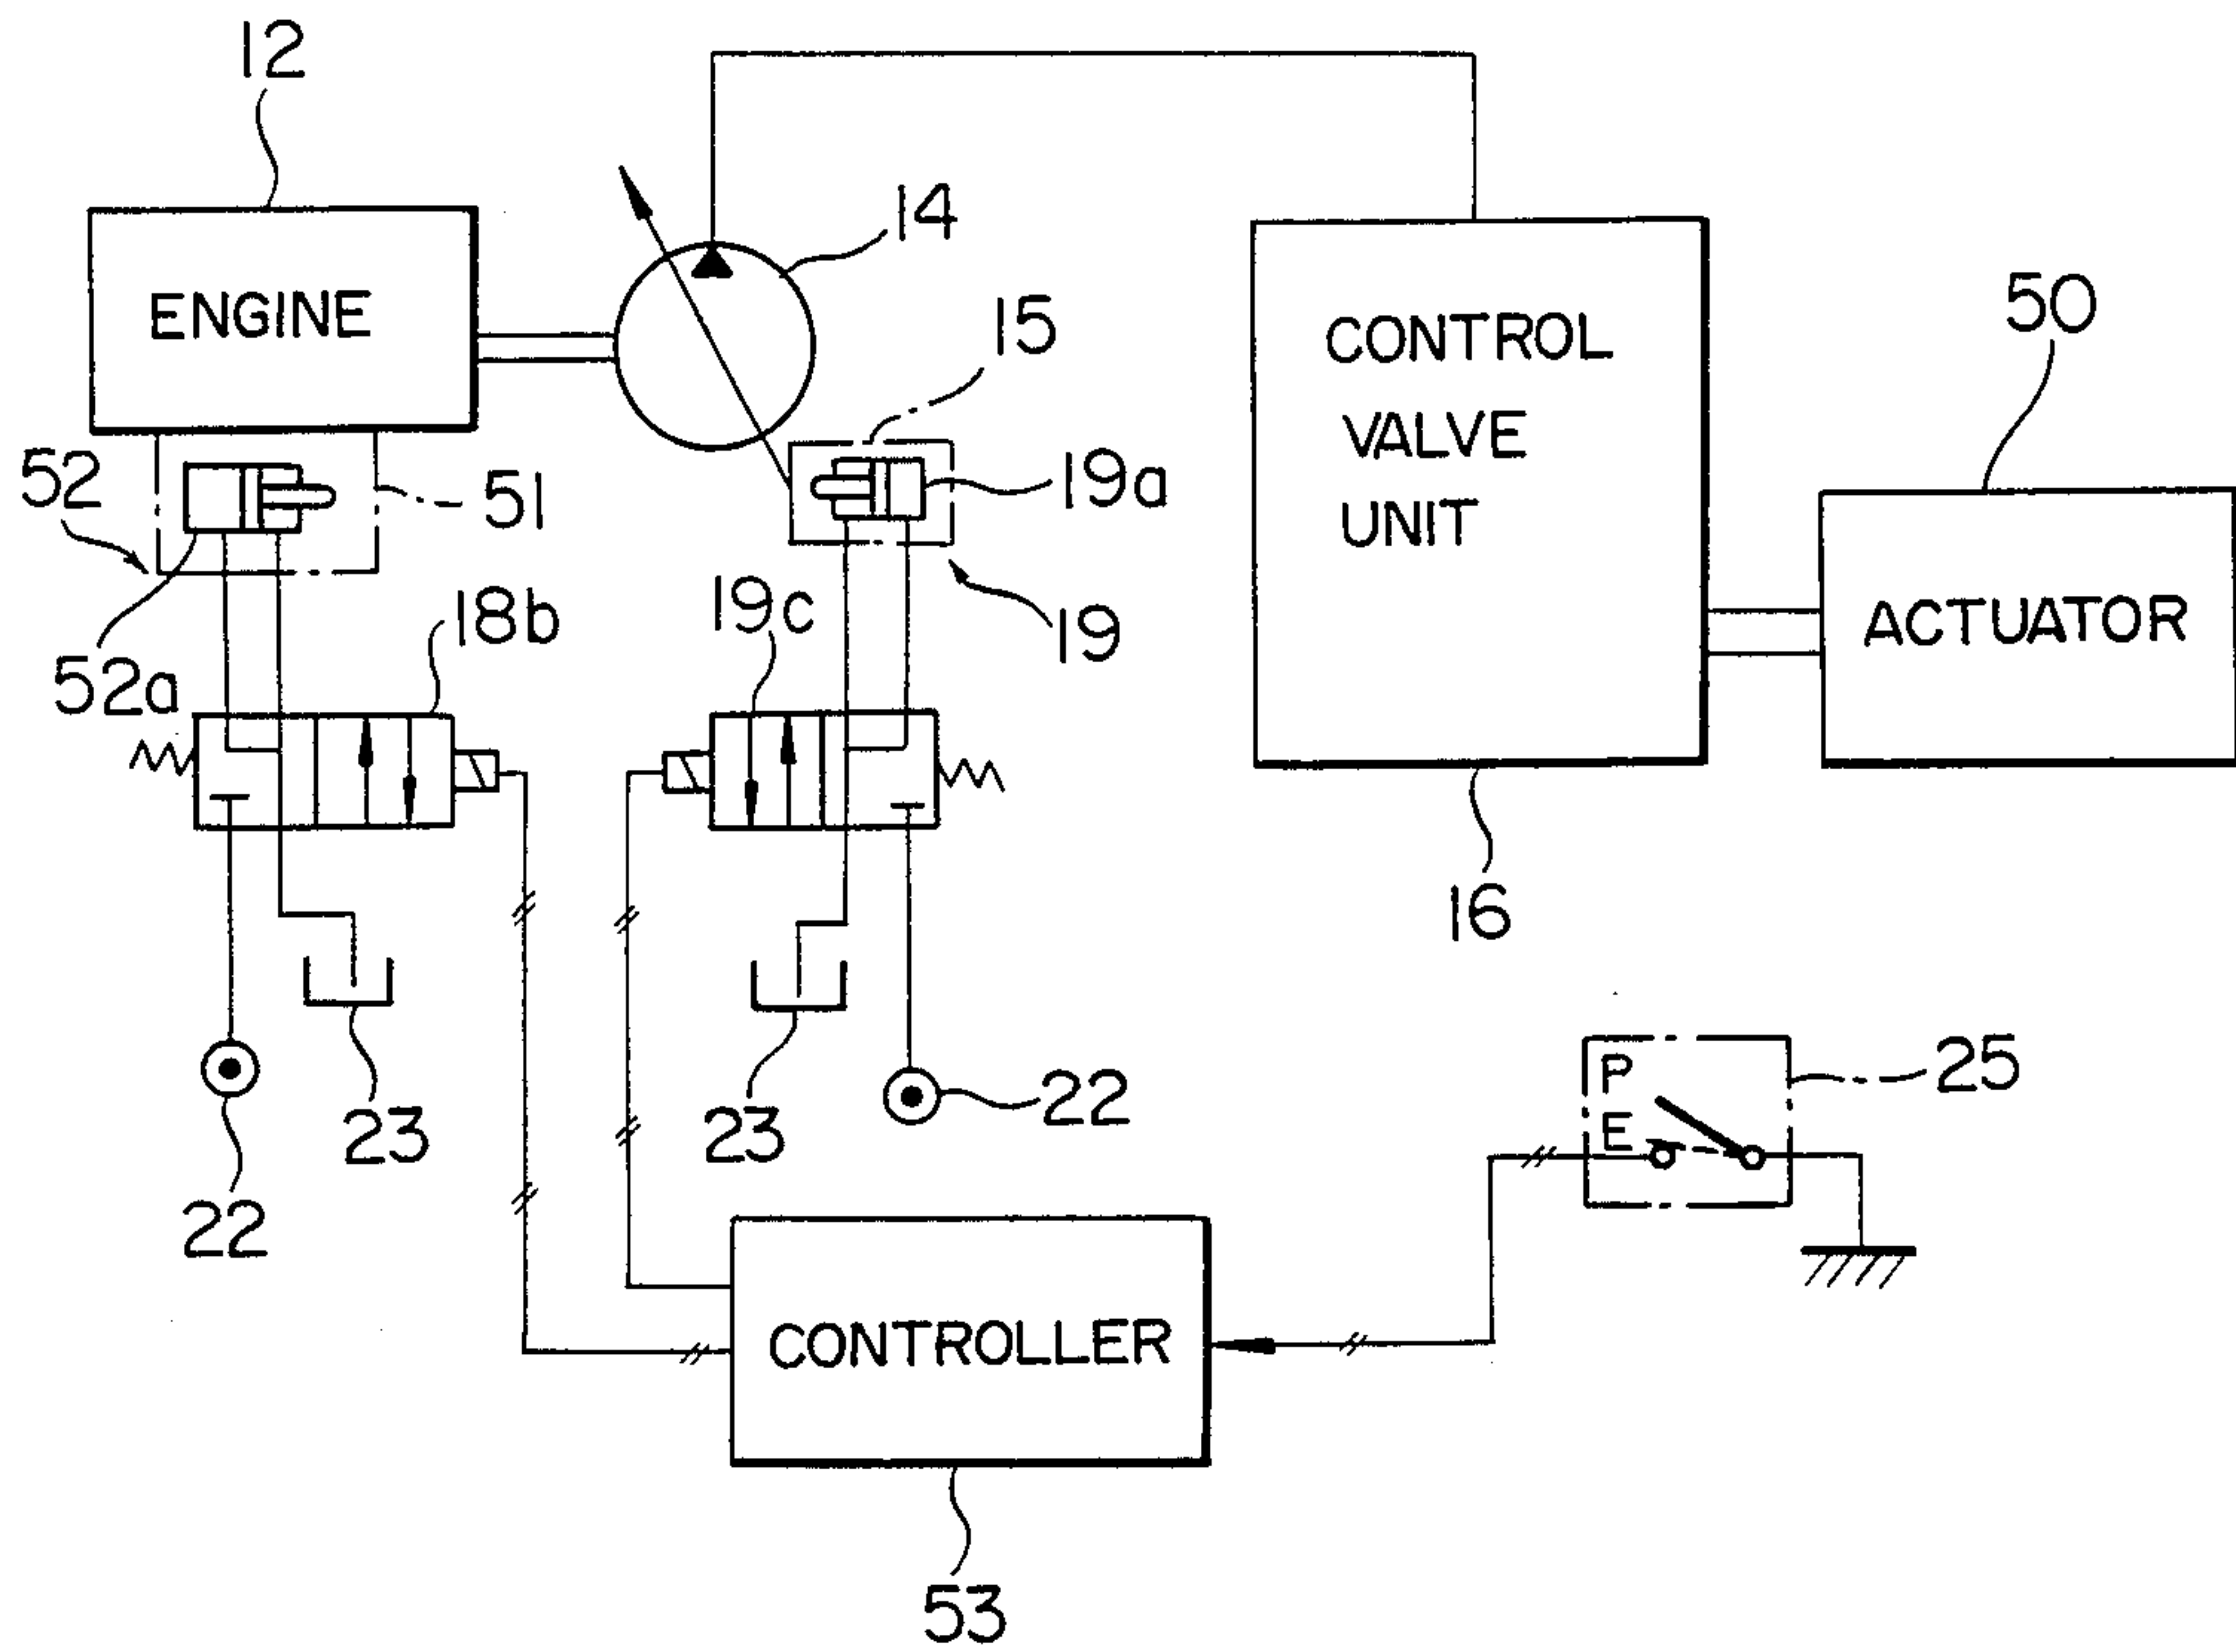 12
14
ENGINE
15
50
CONTROL
VALVE
UNIT
52
51
19a
18b
19c
19
52a
ACTUATOR
16
P
E
25
23
23
22
22
CONTROLLER
53